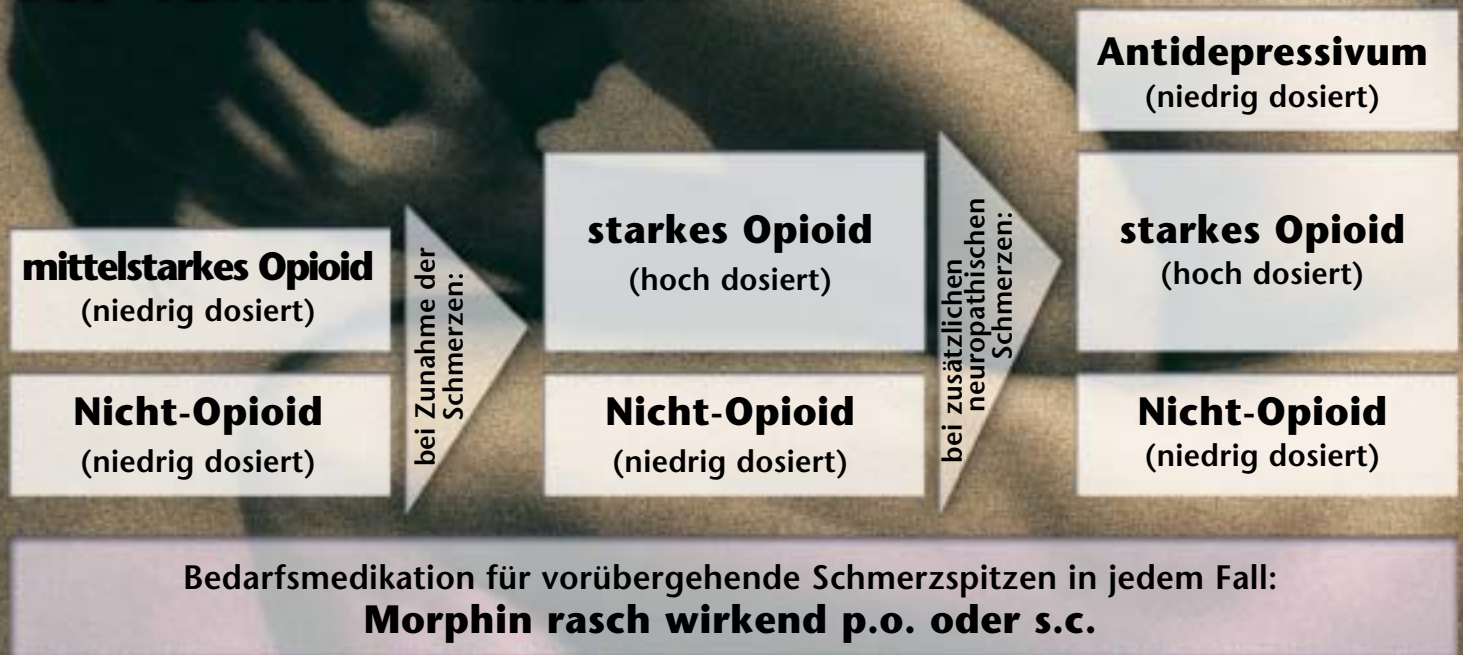 mittelstarkes Opioid
(niedrig dosiert)
Nicht-Opioid
(niedrig dosiert)
bei Zunahme der
Schmerzen:
starkes Opioid
(hoch dosiert)
Nicht-Opioid
(niedrig dosiert)
bei zusätzlichen
neuropathischen
Schmerzen:
Antidepressivum
(niedrig dosiert)
starkes Opioid
(hoch dosiert)
Nicht-Opioid
(niedrig dosiert)
Bedarfsmedikation für vorübergehende Schmerzspitzen in jedem Fall:
Morphin rasch wirkend p.o. oder s.c.